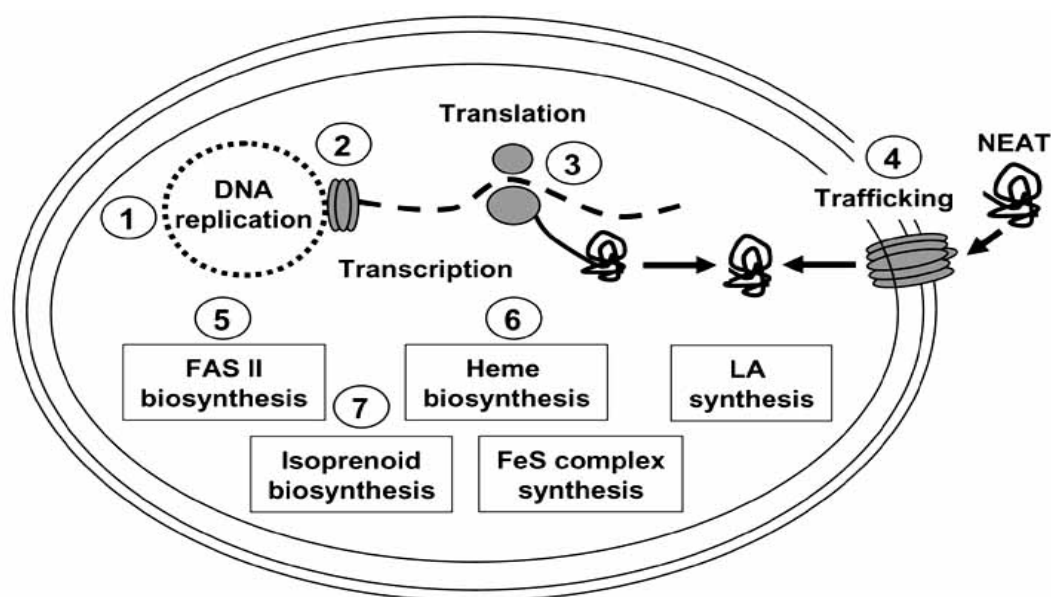 Translation
2
3
4
NEAT
DNA
replication
1
Trafficking
Transcription
5
6
FAS II
biosynthesis
Heme
biosynthesis
LA
synthesis
7
Isoprenoid
biosynthesis
FeS complex
synthesis